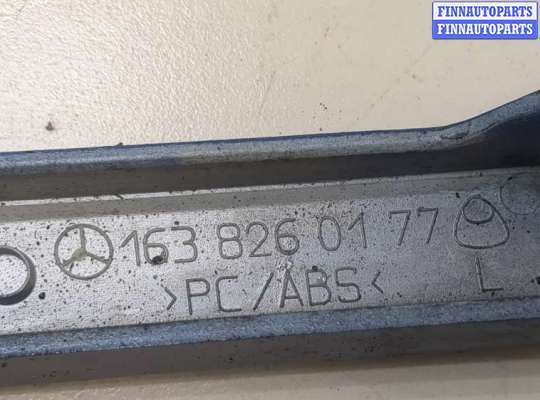 FINNAUTOPARTS
FINNAUTOPARTS
163 826 01 77
>PC/ABS<
L